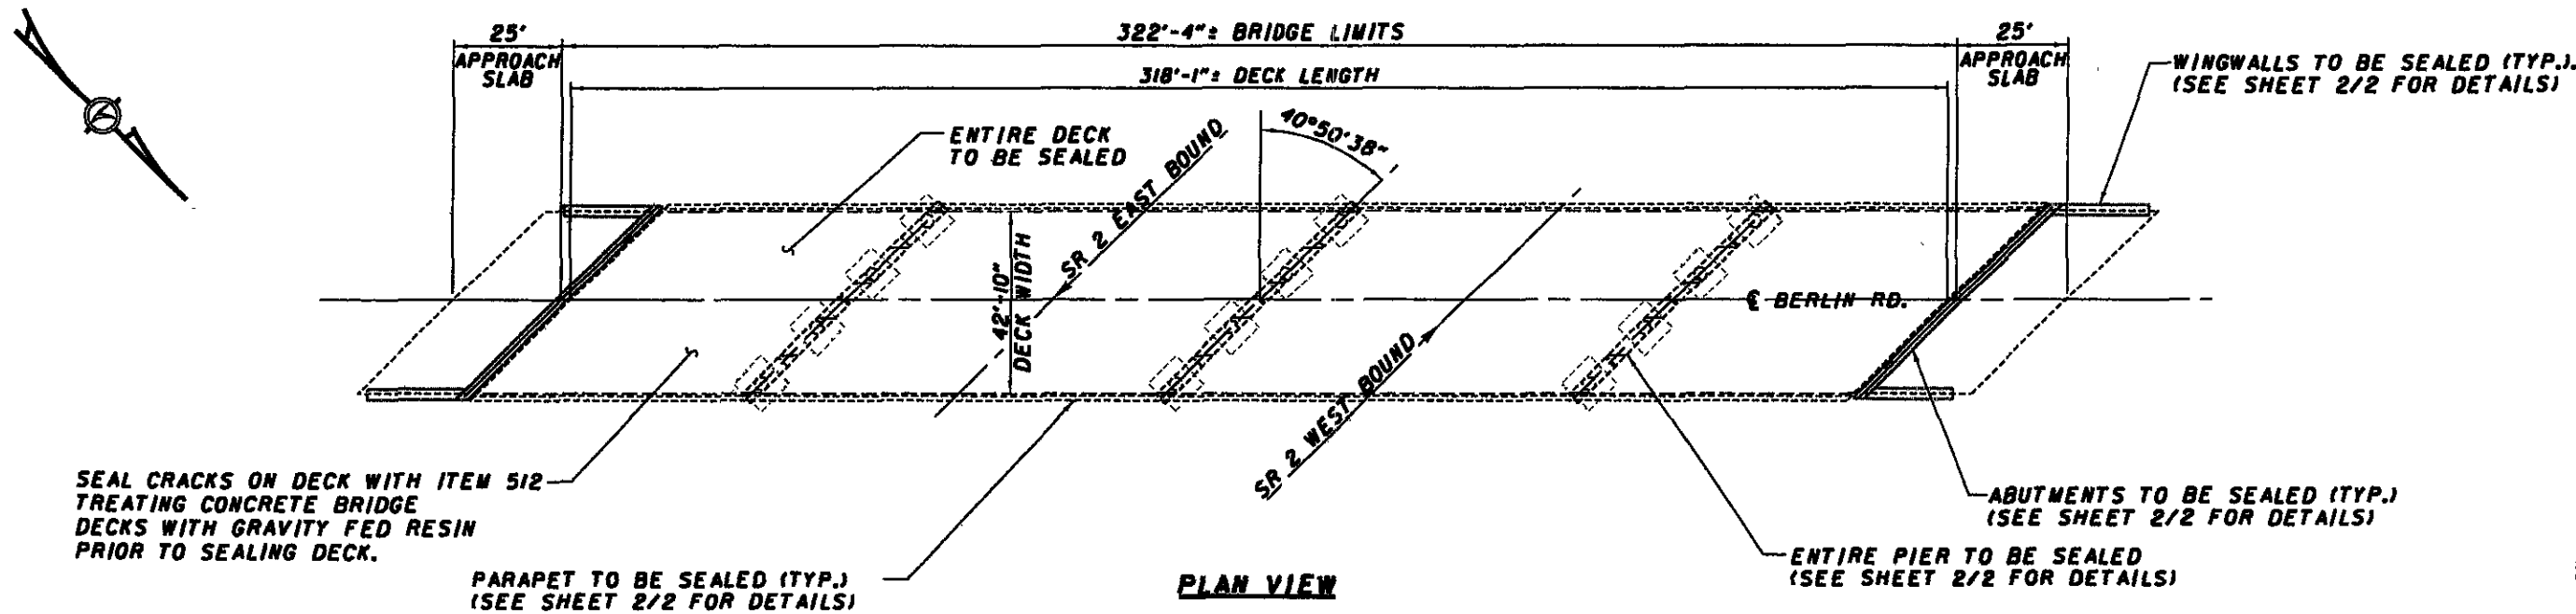 25'
APPROACH
SLAB
322'-4"± BRIDGE LIMITS
318'-1"± DECK LENGTH
25'
APPROACH
SLAB
WINGWALLS TO BE SEALED (TYP.).
(SEE SHEET 2/2 FOR DETAILS)
ENTIRE DECK
TO BE SEALED
40°50'38"
SR 2 EAST BOUND
42'-10"
DECK WIDTH
℄ BERLIN RD.
SR 2 WEST BOUND
SEAL CRACKS ON DECK WITH ITEM 512
TREATING CONCRETE BRIDGE
DECKS WITH GRAVITY FED RESIN
PRIOR TO SEALING DECK.
ABUTMENTS TO BE SEALED (TYP.)
(SEE SHEET 2/2 FOR DETAILS)
ENTIRE PIER TO BE SEALED
(SEE SHEET 2/2 FOR DETAILS)
PARAPET TO BE SEALED (TYP.)
(SEE SHEET 2/2 FOR DETAILS)
PLAN VIEW